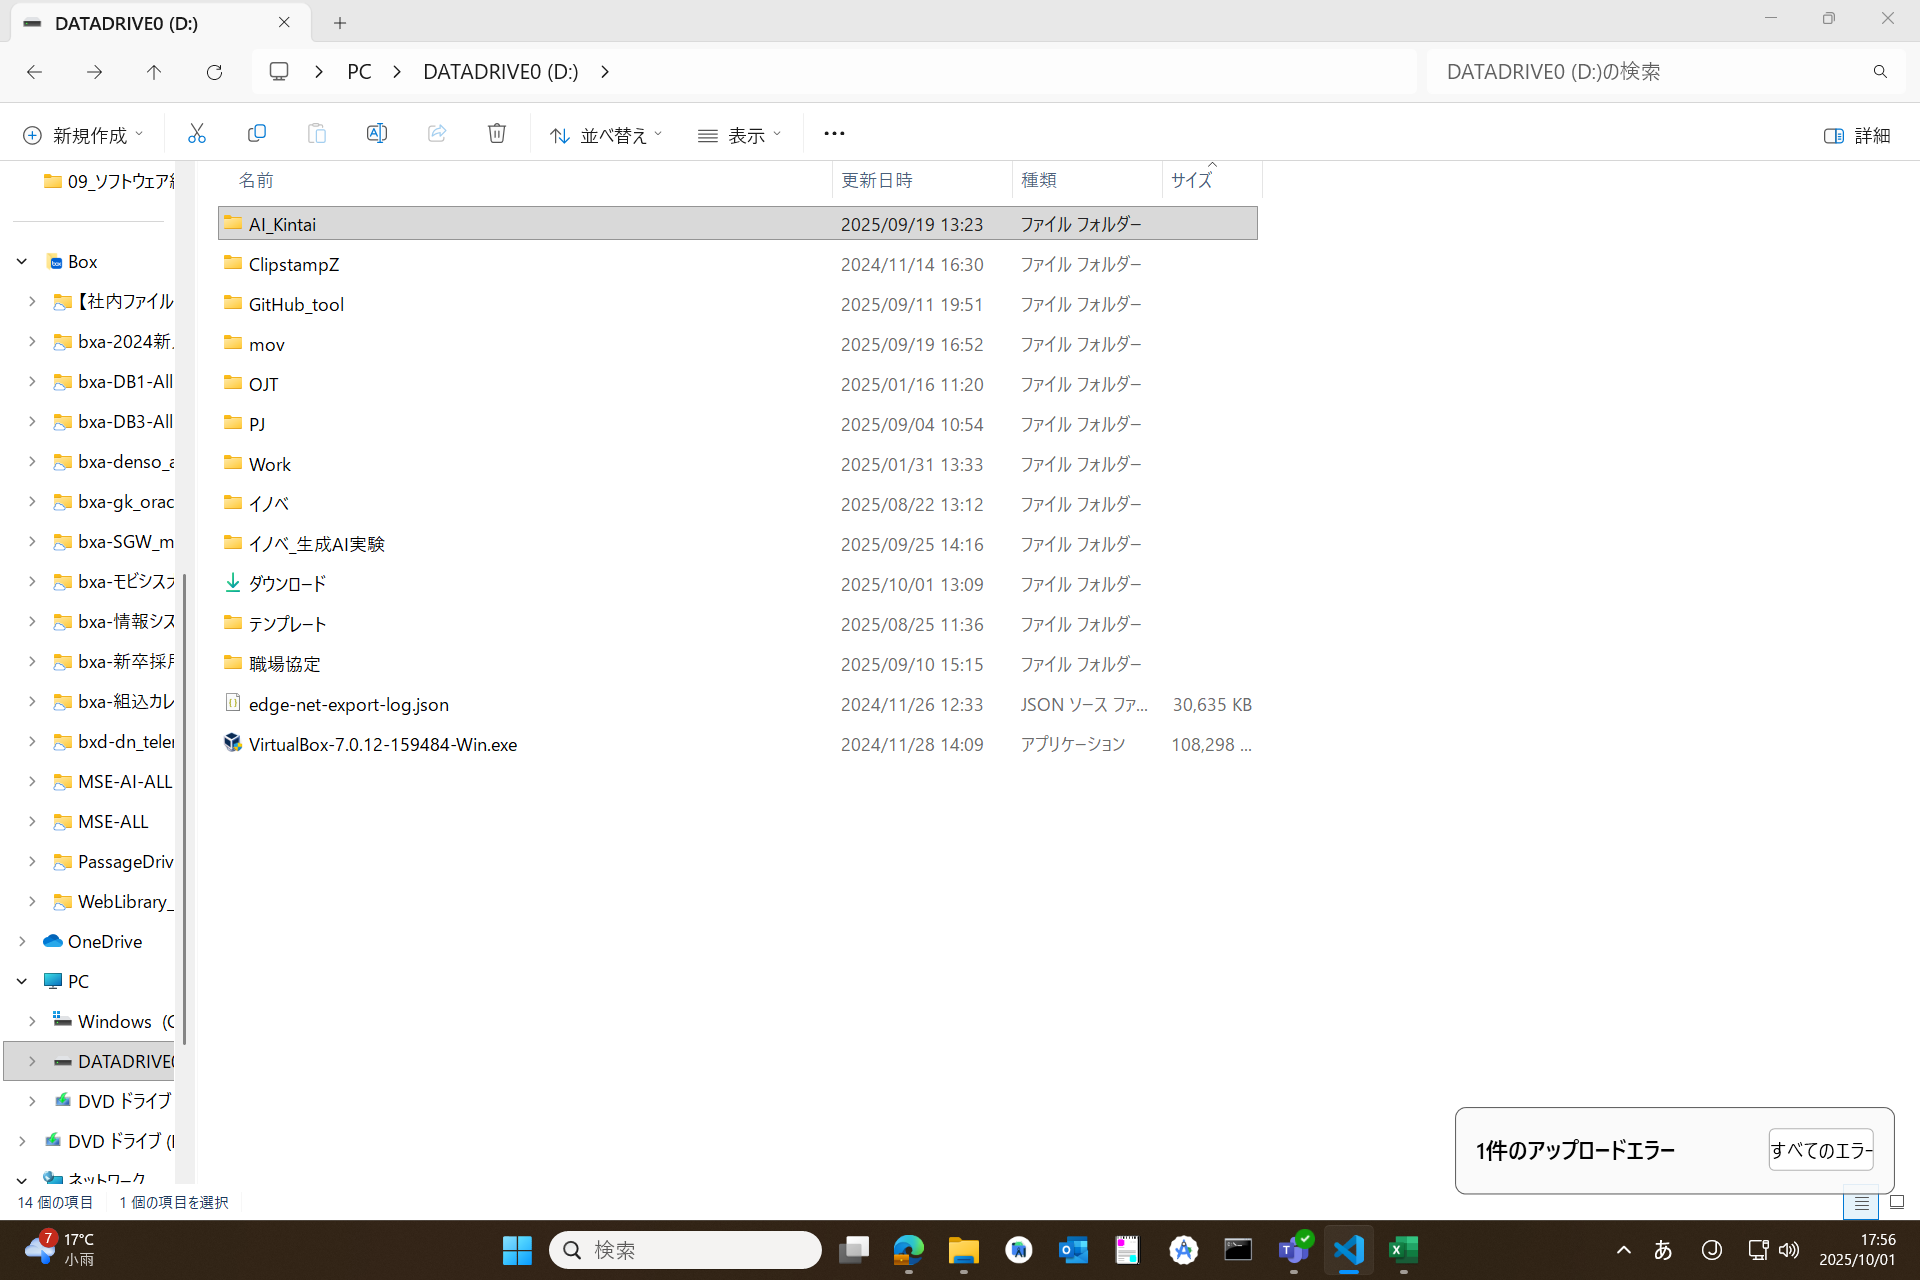 DATADRIVE0 (D:)
PC
DATADRIVE0 (D:)
DATADRIVE0 (D:)の検索
新規作成
並べ替え
表示
詳細
09_ソフトウェア
Box
【社内ファイル
bxa-2024新
bxa-DB1-All
bxa-DB3-All
bxa-denso_a
bxa-gk_orac
bxa-SGW_m
bxa-モビシス
bxa-情報シス
bxa-新卒採
bxa-組込カレ
bxd-dn_teler
MSE-AI-ALL
MSE-ALL
PassageDriv
WebLibrary_
OneDrive
PC
Windows (C
DATADRIVE0
DVD ドライブ
DVD ドライブ (
ネットワーク
名前 更新日時 種類 サイズ
AI_Kintai 2025/09/19 13:23 ファイル フォルダー
ClipstampZ 2024/11/14 16:30 ファイル フォルダー
GitHub_tool 2025/09/11 19:51 ファイル フォルダー
mov 2025/09/19 16:52 ファイル フォルダー
OJT 2025/01/16 11:20 ファイル フォルダー
PJ 2025/09/04 10:54 ファイル フォルダー
Work 2025/01/31 13:33 ファイル フォルダー
イノベ 2025/08/22 13:12 ファイル フォルダー
イノベ_生成AI実験 2025/09/25 14:16 ファイル フォルダー
ダウンロード 2025/10/01 13:09 ファイル フォルダー
テンプレート 2025/08/25 11:36 ファイル フォルダー
職場協定 2025/09/10 15:15 ファイル フォルダー
edge-net-export-log.json 2024/11/26 12:33 JSON ソース ファ... 30,635 KB
VirtualBox-7.0.12-159484-Win.exe 2024/11/28 14:09 アプリケーション 108,298 ...
1件のアップロードエラー
すべてのエラー
14 個の項目
1 個の項目を選択
7
17°C
小雨
検索
あ
17:56
2025/10/01